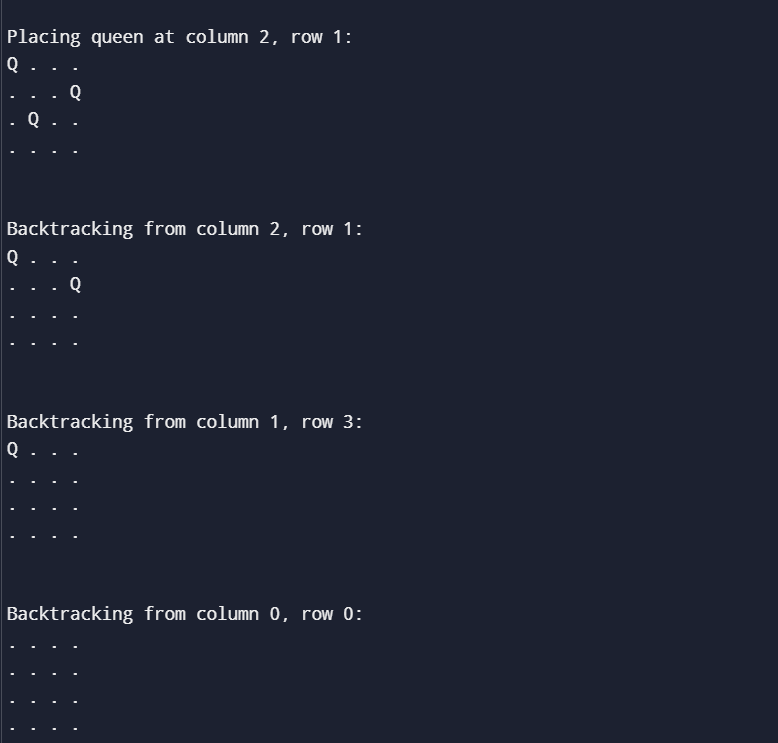 Placing queen at column 2, row 1:
Q . . .
. . . Q
. Q . .
. . . .
Backtracking from column 2, row 1:
Q . . .
. . . Q
. . . .
. . . .
Backtracking from column 1, row 3:
Q . . .
. . . .
. . . .
. . . .
Backtracking from column 0, row 0:
. . . .
. . . .
. . . .
. . . .